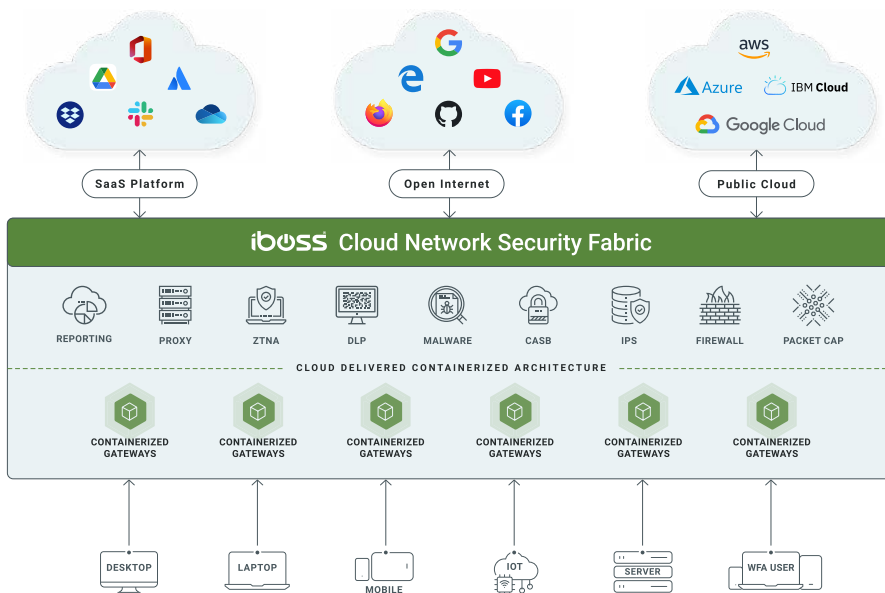 aws
Azure
IBM Cloud
Google Cloud
SaaS Platform
Open Internet
Public Cloud
iboss Cloud Network Security Fabric
REPORTING
PROXY
ZTNA
DLP
MALWARE
CASB
IPS
FIREWALL
PACKET CAP
CLOUD DELIVERED CONTAINERIZED ARCHITECTURE
CONTAINERIZED
GATEWAYS
CONTAINERIZED
GATEWAYS
CONTAINERIZED
GATEWAYS
CONTAINERIZED
GATEWAYS
CONTAINERIZED
GATEWAYS
CONTAINERIZED
GATEWAYS
DESKTOP
LAPTOP
MOBILE
IOT
SERVER
WFA USER